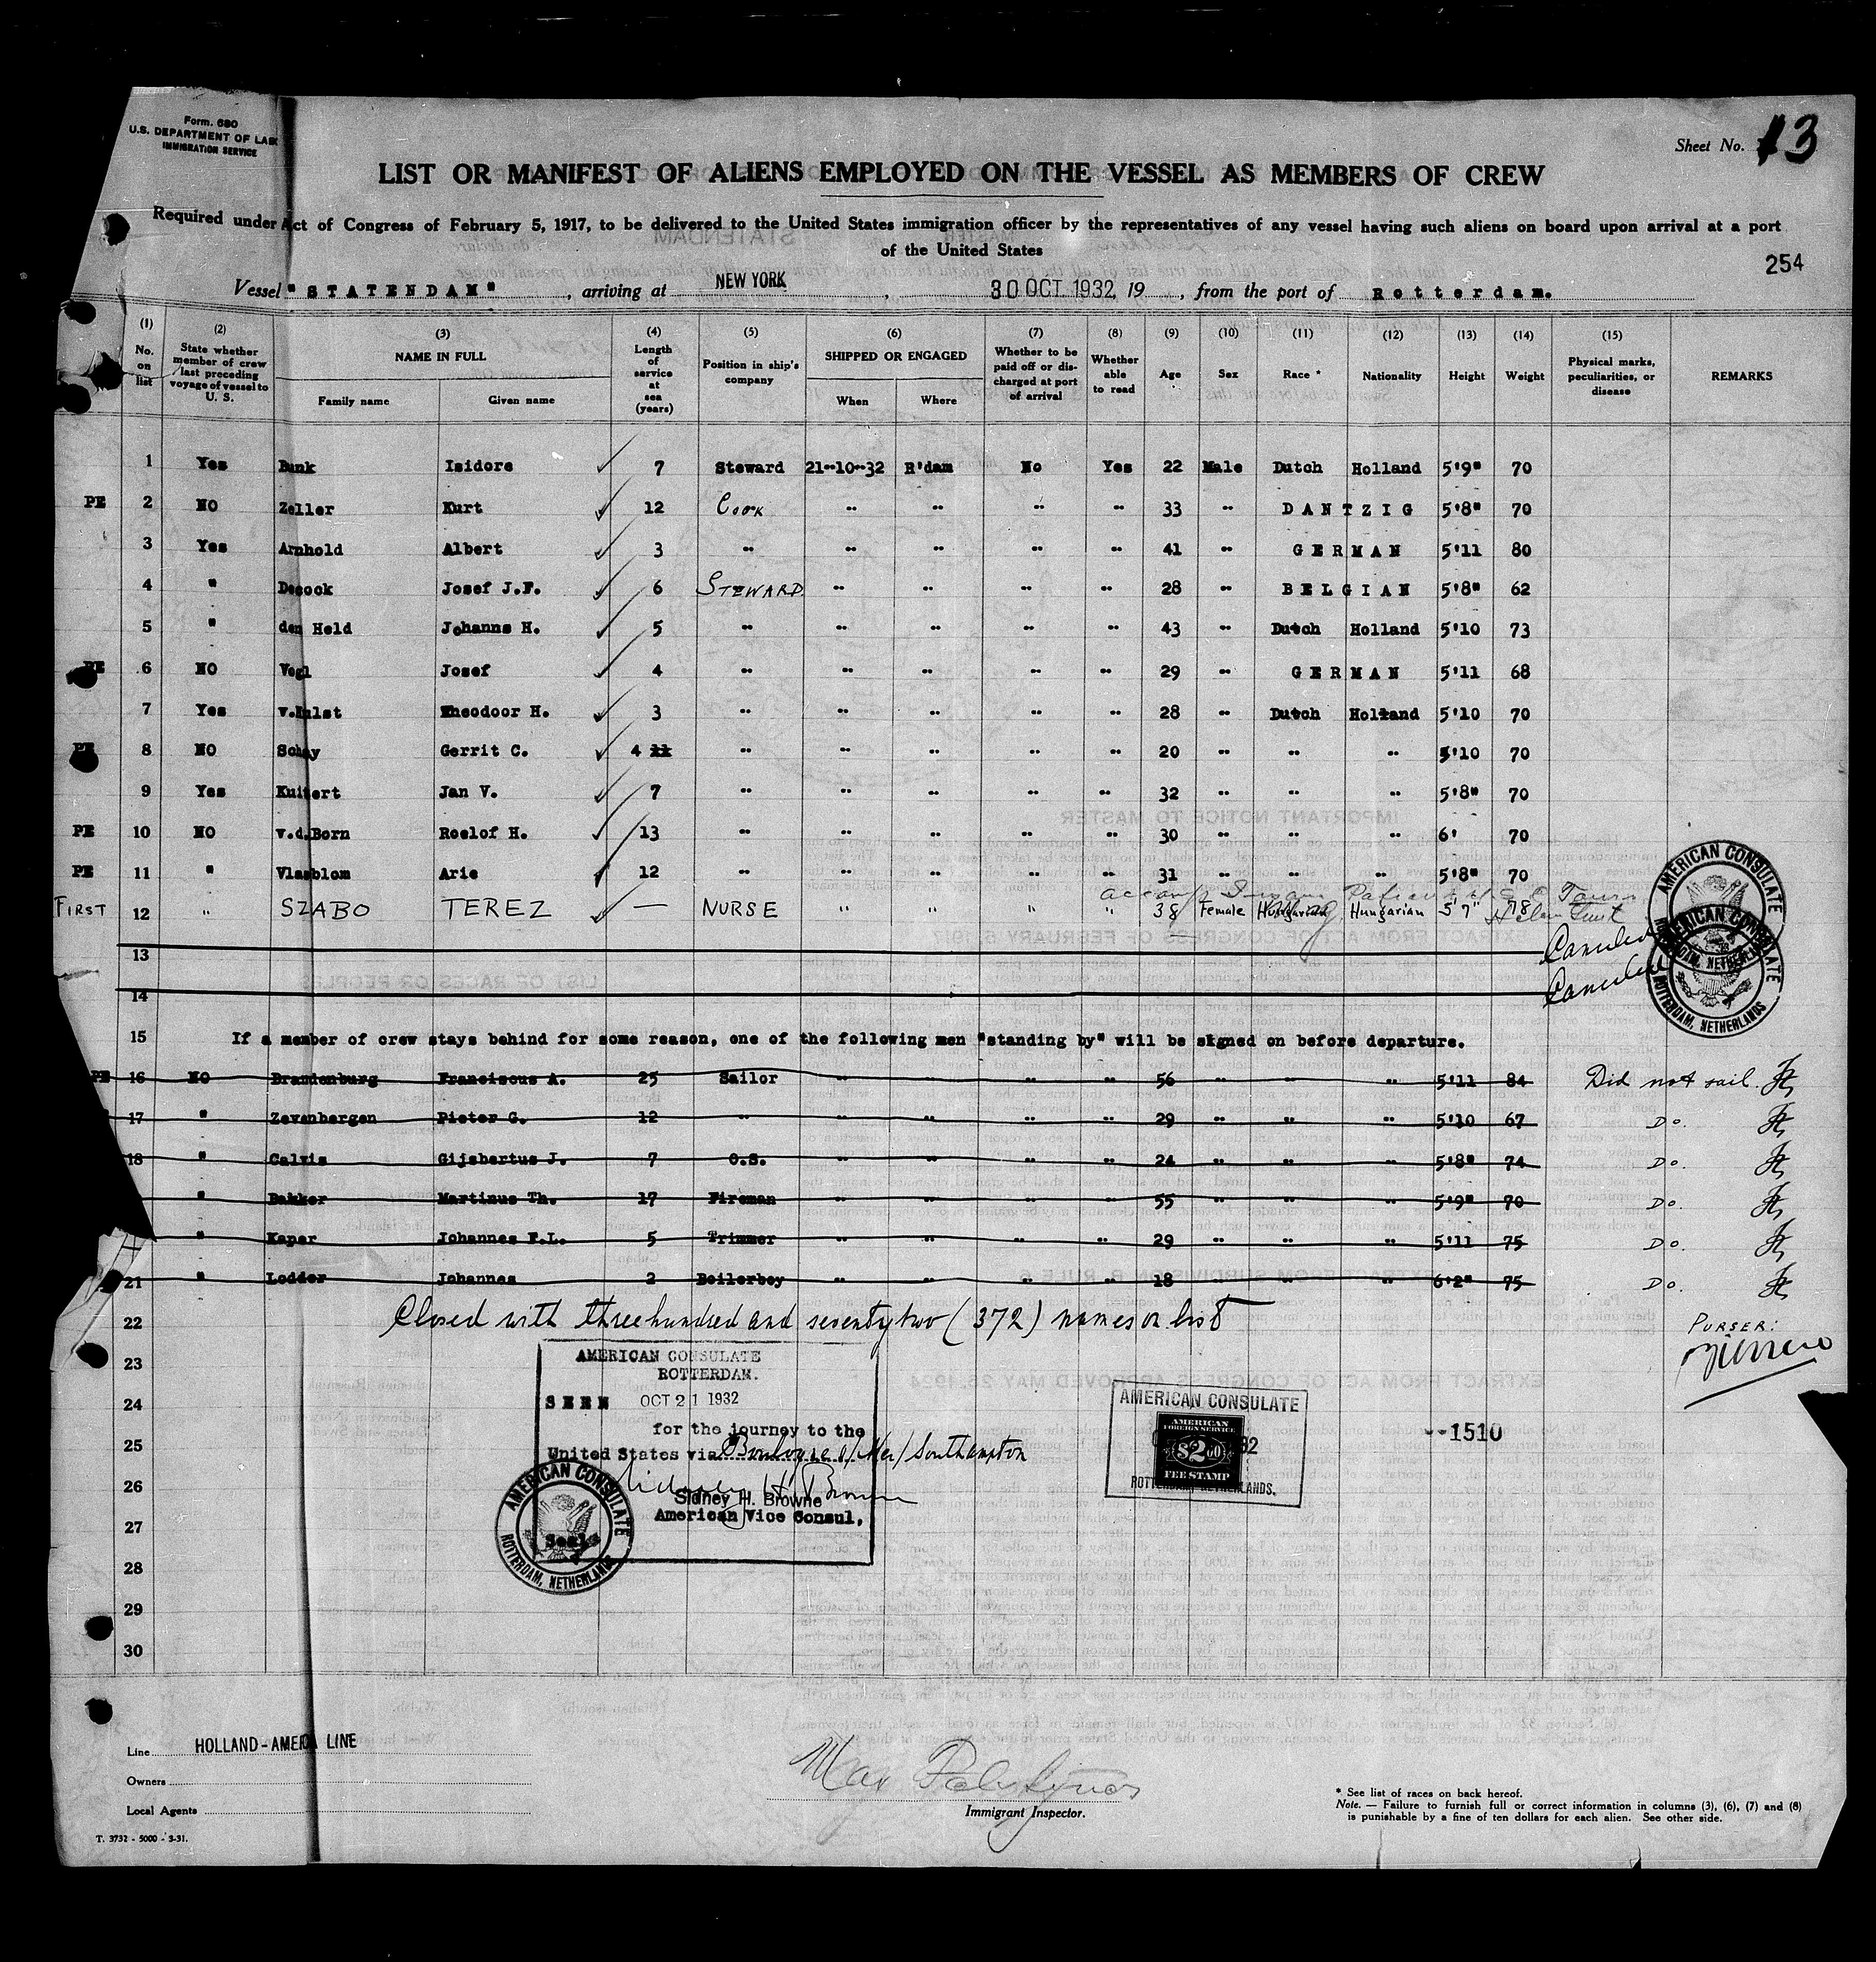 Form. 680
U.S. DEPARTMENT OF LAB
IMMIGRATION SERVICE
Sheet No. 13
LIST OR MANIFEST OF ALIENS EMPLOYED ON THE VESSEL AS MEMBERS OF CREW
Required under Act of Congress of February 5, 1917, to be delivered to the United States immigration officer by the representatives of any vessel having such aliens on board upon arrival at a port
of the United States
254
Vessel "STATENDAM", arriving at NEW YORK, 30 OCT. 1932, 19, from the port of Rotterdam.
(1) No. on list (2) State whether member of crew last preceding voyage of vessel to U. S. (3) NAME IN FULL Family name Given name (4) Length of service at sea (years) (5) Position in ship's company (6) SHIPPED OR ENGAGED When Where (7) Whether to be paid off or discharged at port of arrival (8) Whether able to read (9) Age (10) Sex (11) Race * (12) Nationality (13) Height (14) Weight (15) Physical marks, peculiarities, or disease REMARKS
1 Yes Bunk Isidore ✓ 7 Steward 21-10-32 R'dam No Yes 22 Male Dutch Holland 5'9" 70
PE 2 NO Zeller Kurt ✓ 12 Cook " " " " 33 " DANTZIG 5'8" 70
3 Yes Arnhold Albert ✓ 3 " " " " " 41 " GERMAN 5'11 80
4 " Decock Josef J.F. ✓ 6 STEWARD " " " " 28 " BELGIAN 5'8" 62
5 " den Held Johanns H. ✓ 5 " " " " " 43 " Dutch Holland 5'10 73
PE 6 NO Vogl Josef ✓ 4 " " " " " 29 " GERMAN 5'11 68
7 Yes v.Hulst Theodoor H. ✓ 3 " " " " " 28 " Dutch Holland 5'10 70
PE 8 NO Schay Gerrit C. ✓ 4 11 " " " " " 20 " " " 5'10 70
9 Yes Kuitert Jan V. ✓ 7 " " " " " 32 " " " 5'8" 70
PE 10 NO v.d.Born Roelof H. ✓ 13 " " " " " 30 " " " 6' 70
PE 11 " Vlasblom Arie ✓ 12 " " " " " 31 " " " 5'8" 70
FIRST 12 " SZABO TEREZ ✓ — NURSE " " " " 38 Female Hungarian Hungarian 5'7" 78
13 Canceled
14 Canceled
15 If a member of crew stays behind for some reason, one of the following men "standing by" will be signed on before departure.
PE 16 NO Brandenburg Franciscus A. 25 Sailor " " " " 56 " " " 5'11 84 Did not sail.
17 " Zevenbergen Pieter G. 12 " " " " " 29 " " " 5'10 67 Do.
18 " Calvis Gijsbertus J. 7 O.S. " " " " 24 " " " 5'8" 74 Do.
" Bakker Martinus Th. 17 Fireman " " " " 55 " " " 5'9" 70 Do.
" Kaper Johannes F.L. 5 Trimmer " " " " 29 " " " 5'11 75 Do.
21 " Lodder Johannes 2 Boilerboy " " " " 18 " " " 6'2" 75 Do.
22 Closed with three hundred and seventy two (372) names on list
PURSER:
23
24
25
26
27
28
29
30
AMERICAN CONSULATE
ROTTERDAM.
SEEN OCT 21 1932
for the journey to the
United States via Boulogne s/Mer/Southampton
Sidney H. Browne
Sidney H. Browne
American Vice Consul.
Seal
AMERICAN CONSULATE
ROTTERDAM, NETHERLANDS
AMERICAN CONSULATE
AMERICAN
FOREIGN SERVICE
$2.00
FEE STAMP
ROTTERDAM, NETHERLANDS.
1510
AMERICAN CONSULATE
ROTTERDAM, NETHERLANDS
AMERICAN CONSULATE
ROTTERDAM, NETHERLANDS
Line HOLLAND-AMERICA LINE
Owners
Local Agents
T. 3732 - 5000 - 3-31.
Immigrant Inspector.
* See list of races on back hereof.
Note. — Failure to furnish full or correct information in columns (3), (6), (7) and (8)
is punishable by a fine of ten dollars for each alien. See other side.